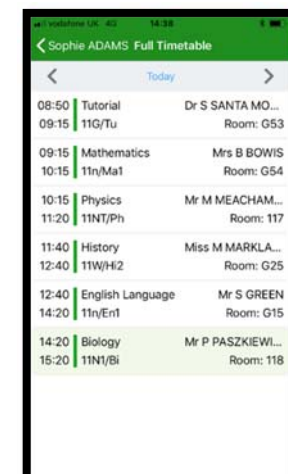 vodafone UK 4G 14:38
Sophie ADAMS Full Timetable
Today
08:50 Tutorial Dr S SANTA MO...
09:15 11G/Tu Room: G53
09:15 Mathematics Mrs B BOWIS
10:15 11n/Ma1 Room: G54
10:15 Physics Mr M MEACHAM...
11:20 11NT/Ph Room: 117
11:40 History Miss M MARKLA...
12:40 11W/Hi2 Room: G25
12:40 English Language Mr S GREEN
14:20 11n/En1 Room: G15
14:20 Biology Mr P PASZKIEWI...
15:20 11N1/Bi Room: 118